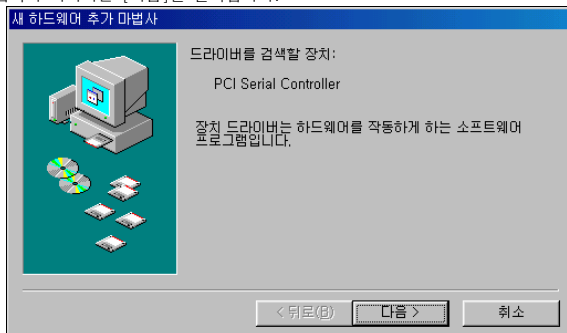 새 하드웨어 추가 마법사
드라이버를 검색할 장치:
PCI Serial Controller
장치 드라이버는 하드웨어를 작동하게 하는 소프트웨어
프로그램입니다.
< 뒤로(B)
다음 >
취소